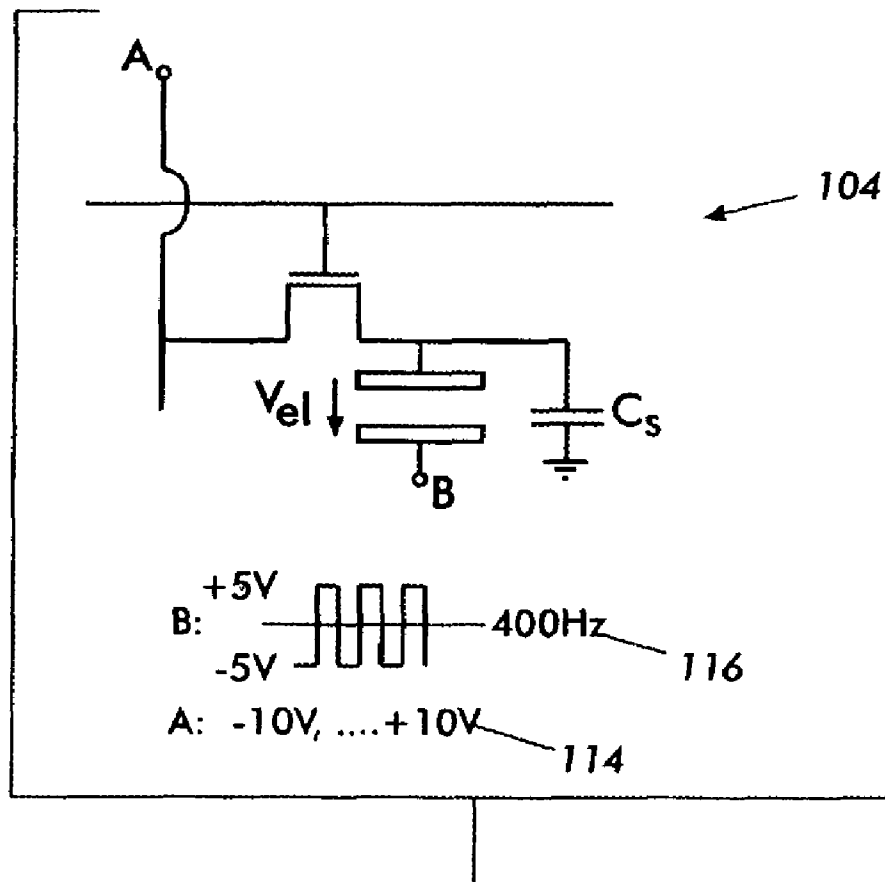 A
104
Vel
Cs
B
+5V
B:
400Hz
-5V
116
A: -10V, ....+10V
114